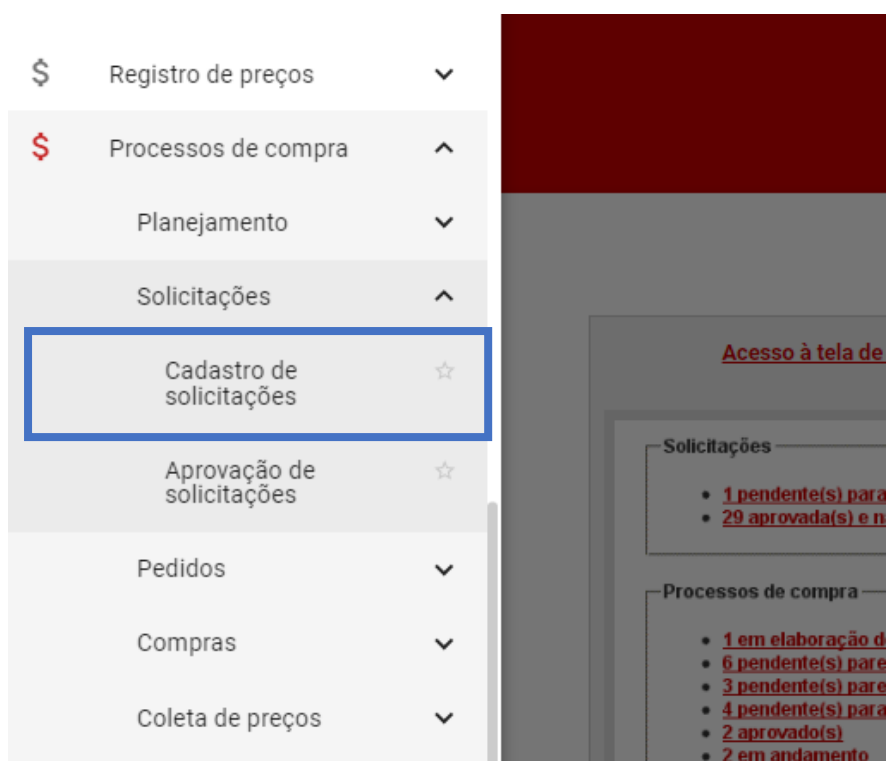 $ Registro de preços
$ Processos de compra
Planejamento
Solicitações
Cadastro de
solicitações
Aprovação de
solicitações
Pedidos
Compras
Coleta de preços
Acesso à tela de
Solicitações
1 pendente(s) para
29 aprovada(s) e
Processos de compra
1 em elaboração
6 pendente(s)
3 pendente(s)
4 pendente(s) para
2 aprovado(s)
2 em andamento